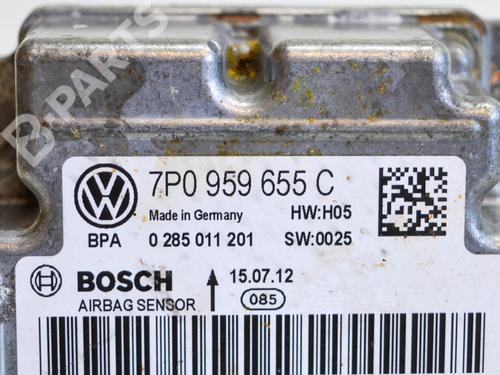 7P0 959 655 C
Made in Germany HW:H05
BPA 0 285 011 201 SW:0025
BOSCH 15.07.12
AIRBAG SENSOR 085